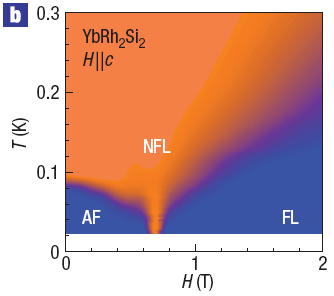 b
0.3
YbRh2Si2
H||c
0.2
T (K)
NFL
0.1
AF
FL
0
0
1
2
H (T)